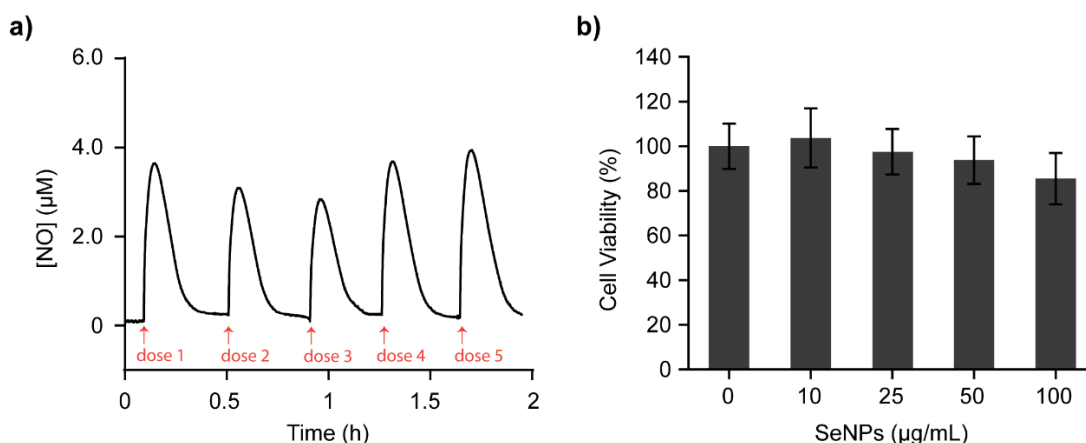 a)
[NO] (µM)
6.0
4.0
2.0
0
dose 1 dose 2 dose 3 dose 4 dose 5
0 0.5 1 1.5 2
Time (h)
b)
Cell Viability (%)
140
120
100
80
60
40
20
0
0 10 25 50 100
SeNPs (µg/mL)